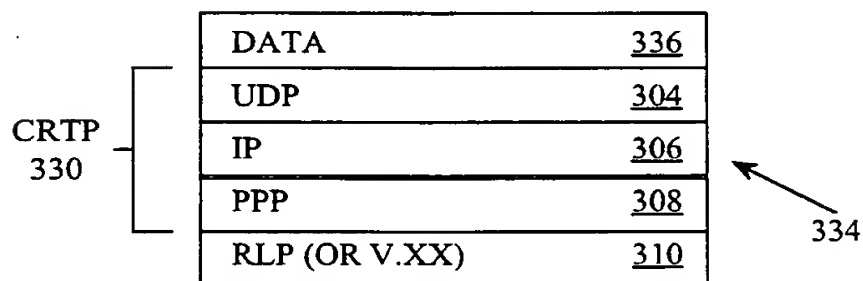 DATA 336
UDP 304
CRTP
330
IP 306
PPP 308
334
RLP (OR V.XX) 310